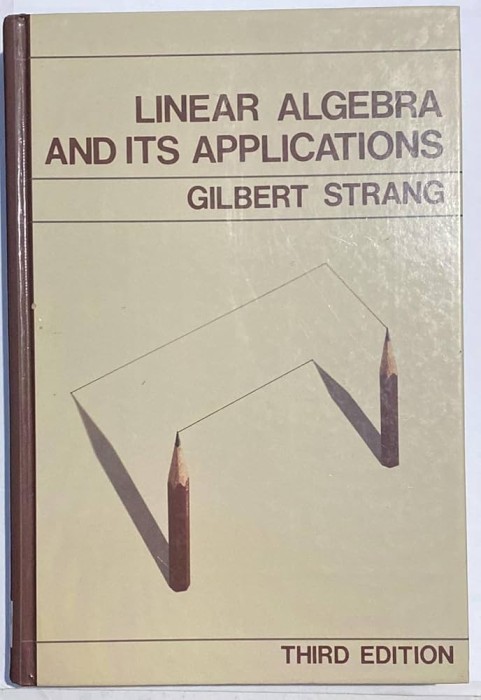 LINEAR ALGEBRA
AND ITS APPLICATIONS
GILBERT STRANG
THIRD EDITION